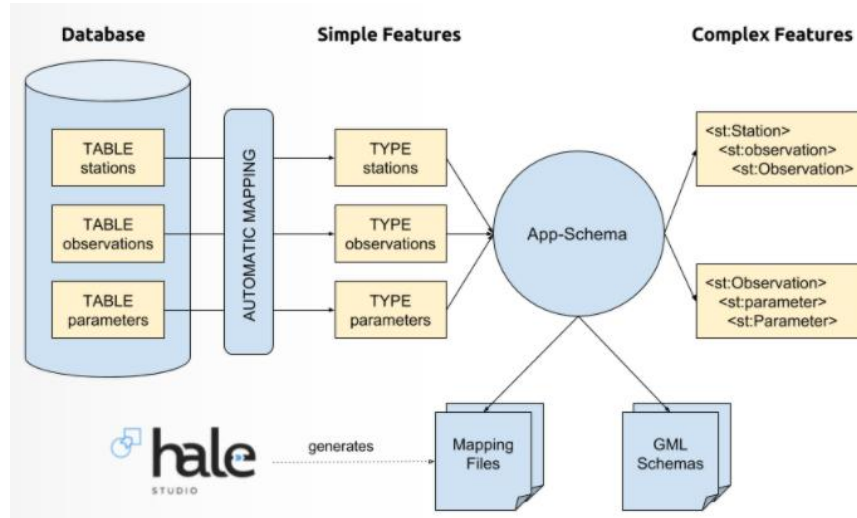 Database
Simple Features
Complex Features
TABLE
stations
TABLE
observations
TABLE
parameters
AUTOMATIC MAPPING
TYPE
stations
TYPE
observations
TYPE
parameters
App-Schema
<st:Station>
<st:observation>
<st:Observation>
<st:Observation>
<st:parameter>
<st:Parameter>
hale
STUDIO
generates
Mapping
Files
GML
Schemas